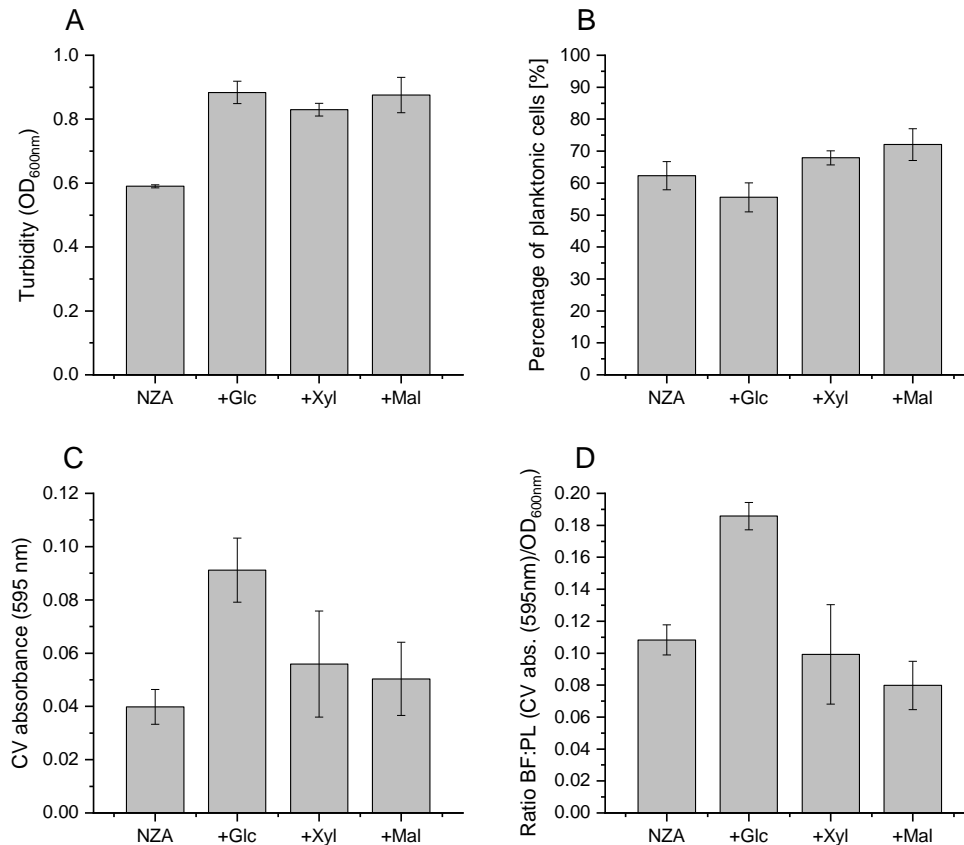 A
Turbidity (OD600nm)
1.0
0.8
0.6
0.4
0.2
0.0
NZA +Glc +Xyl +Mal
B
Percentage of planktonic cells [%]
100
90
80
70
60
50
40
30
20
10
0
NZA +Glc +Xyl +Mal
C
CV absorbance (595 nm)
0.12
0.10
0.08
0.06
0.04
0.02
0.00
NZA +Glc +Xyl +Mal
D
Ratio BF:PL (CV abs. (595nm)/OD600nm)
0.20
0.18
0.16
0.14
0.12
0.10
0.08
0.06
0.04
0.02
0.00
NZA +Glc +Xyl +Mal